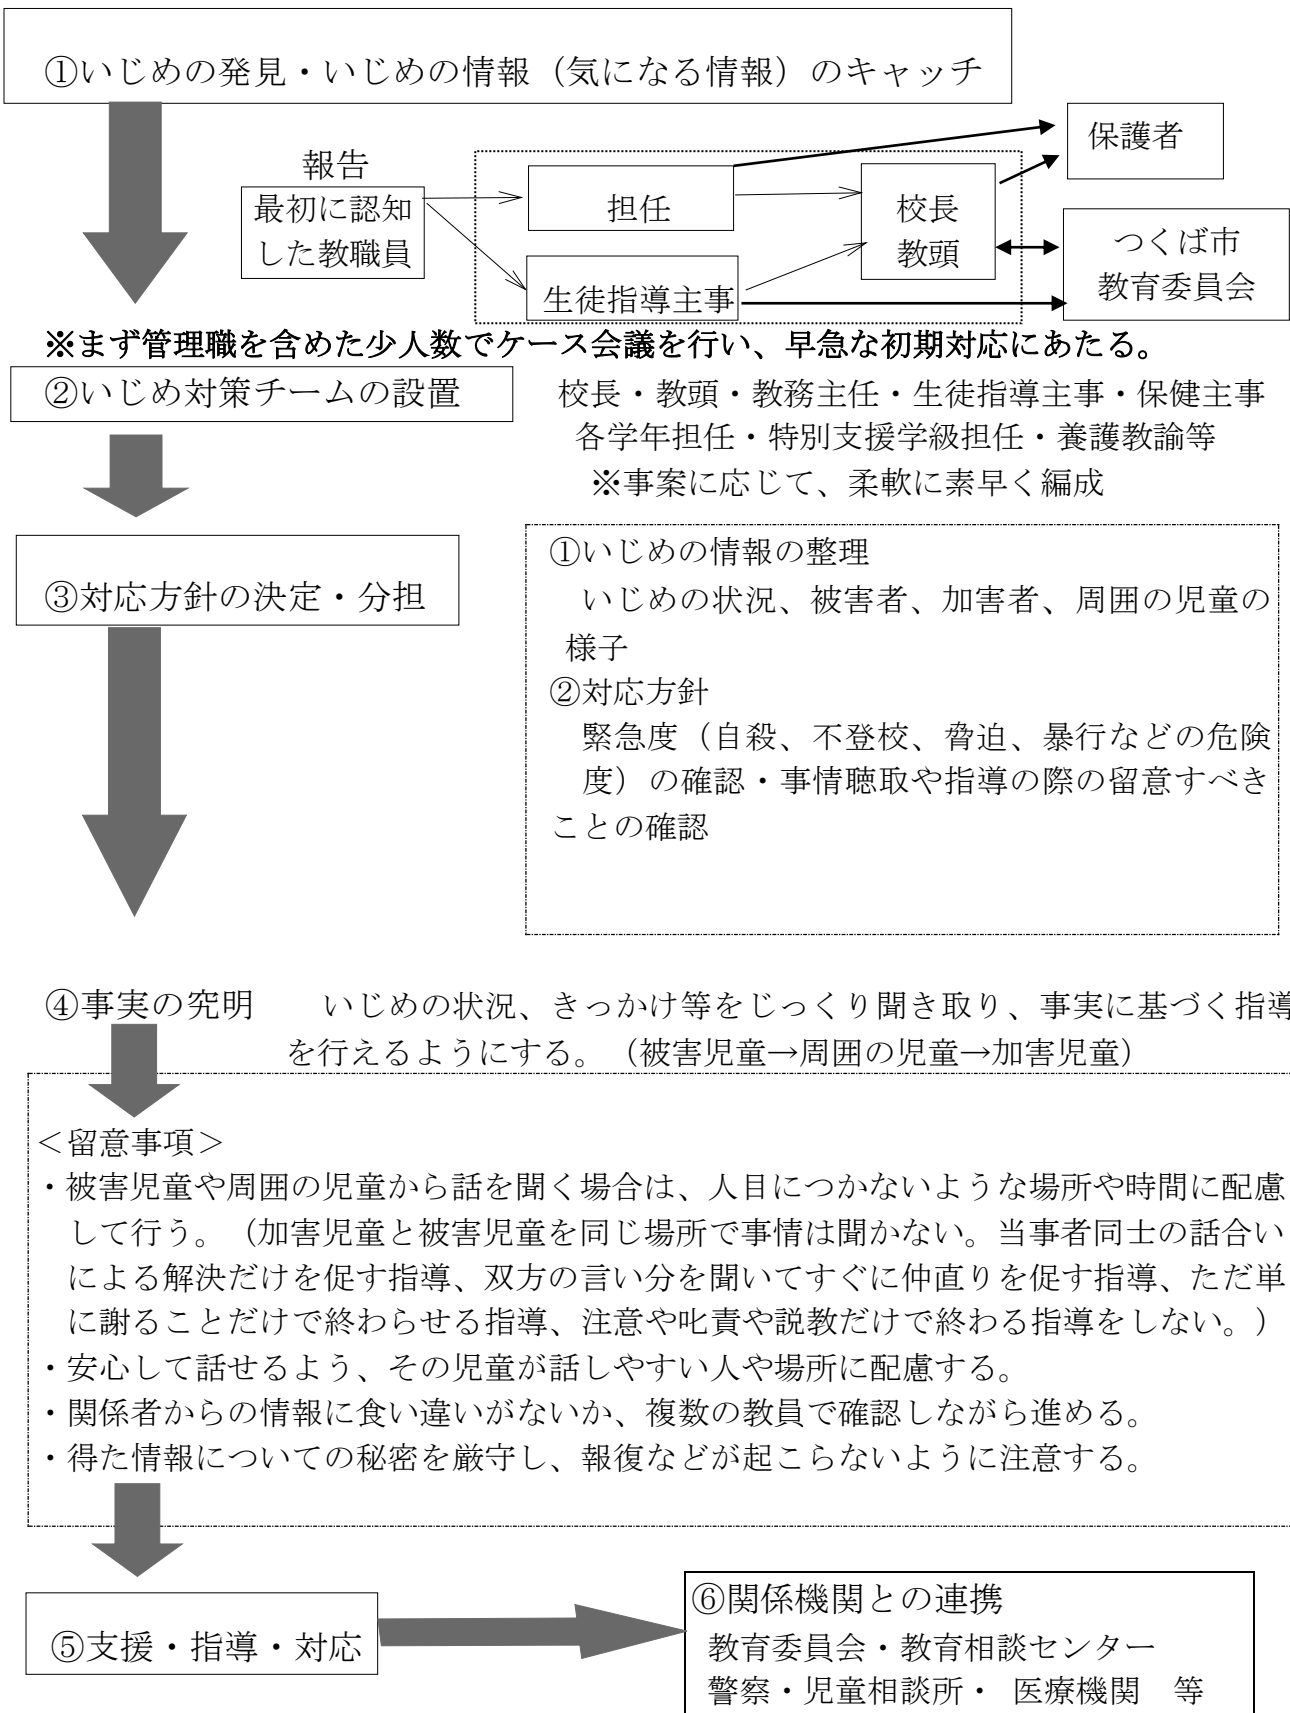 ①いじめの発見・いじめの情報（気になる情報）のキャッチ
保護者
報告
最初に認知
した教職員
担任
校長
教頭
生徒指導主事
つくば市
教育委員会
※まず管理職を含めた少人数でケース会議を行い、早急な初期対応にあたる。
②いじめ対策チームの設置
校長・教頭・教務主任・生徒指導主事・保健主事
各学年担任・特別支援学級担任・養護教諭等
※事案に応じて、柔軟に素早く編成
③対応方針の決定・分担
①いじめの情報の整理
いじめの状況、被害者、加害者、周囲の児童の
様子
②対応方針
緊急度（自殺、不登校、脅迫、暴行などの危険
度）の確認・事情聴取や指導の際の留意すべき
ことの確認
④事実の究明　いじめの状況、きっかけ等をじっくり聞き取り、事実に基づく指導
を行えるようにする。（被害児童→周囲の児童→加害児童）
＜留意事項＞
・被害児童や周囲の児童から話を聞く場合は、人目につかないような場所や時間に配慮
して行う。（加害児童と被害児童を同じ場所で事情は聞かない。当事者同士の話合い
による解決だけを促す指導、双方の言い分を聞いてすぐに仲直りを促す指導、ただ単
に謝ることだけで終わらせる指導、注意や叱責や説教だけで終わる指導をしない。）
・安心して話せるよう、その児童が話しやすい人や場所に配慮する。
・関係者からの情報に食い違いがないか、複数の教員で確認しながら進める。
・得た情報についての秘密を厳守し、報復などが起こらないように注意する。
⑤支援・指導・対応
⑥関係機関との連携
教育委員会・教育相談センター
警察・児童相談所・ 医療機関　等